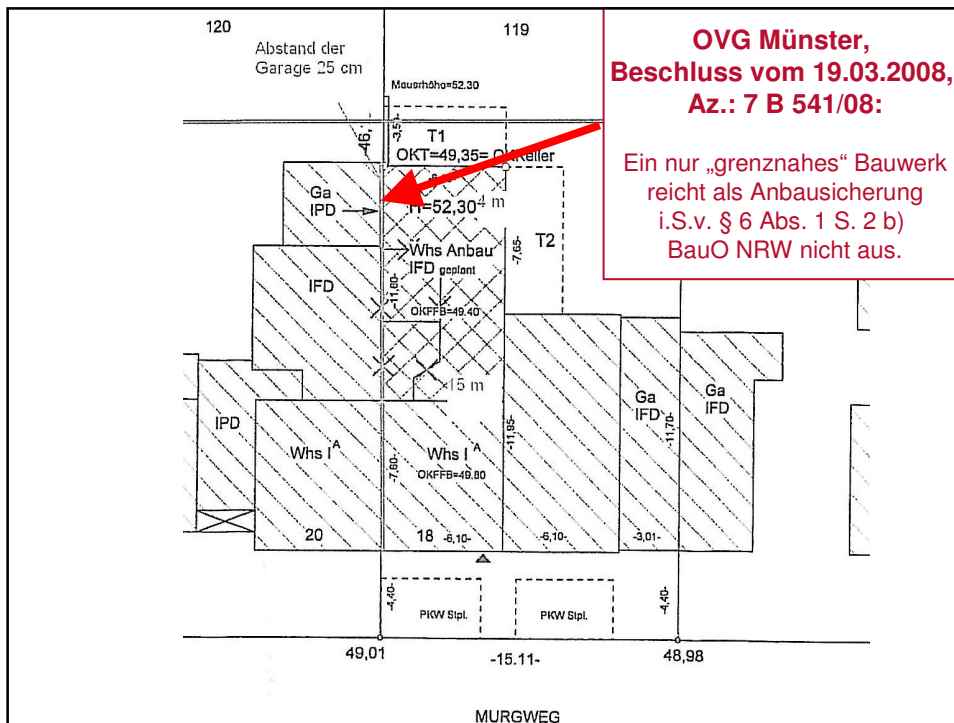 120
119
Abstand der
Garage 25 cm
OVG Münster,
Beschluss vom 19.03.2008,
Az.: 7 B 541/08:
Ein nur „grenznahes“ Bauwerk
reicht als Anbausicherung
i.S.v. § 6 Abs. 1 S. 2 b)
BauO NRW nicht aus.
Mauerhöhe=52.30
T1
OKT=49,35= OKKeller
Ga
IPD
H=52,30
4 m
T2
-7,65-
Whs Anbau
IFD geplant
IFD
-11,60-
OKFFB=49.40
15 m
IPD
Ga
IFD
Ga
IFD
-11,95-
-11,70-
Whs I A
Whs I A
OKFFB=49.60
-7,60-
20
18
-6,10-
-6,10-
-3,01-
-4,40-
PKW Stpl.
PKW Stpl.
-4,40-
49,01
-15.11-
48,98
MURGWEG